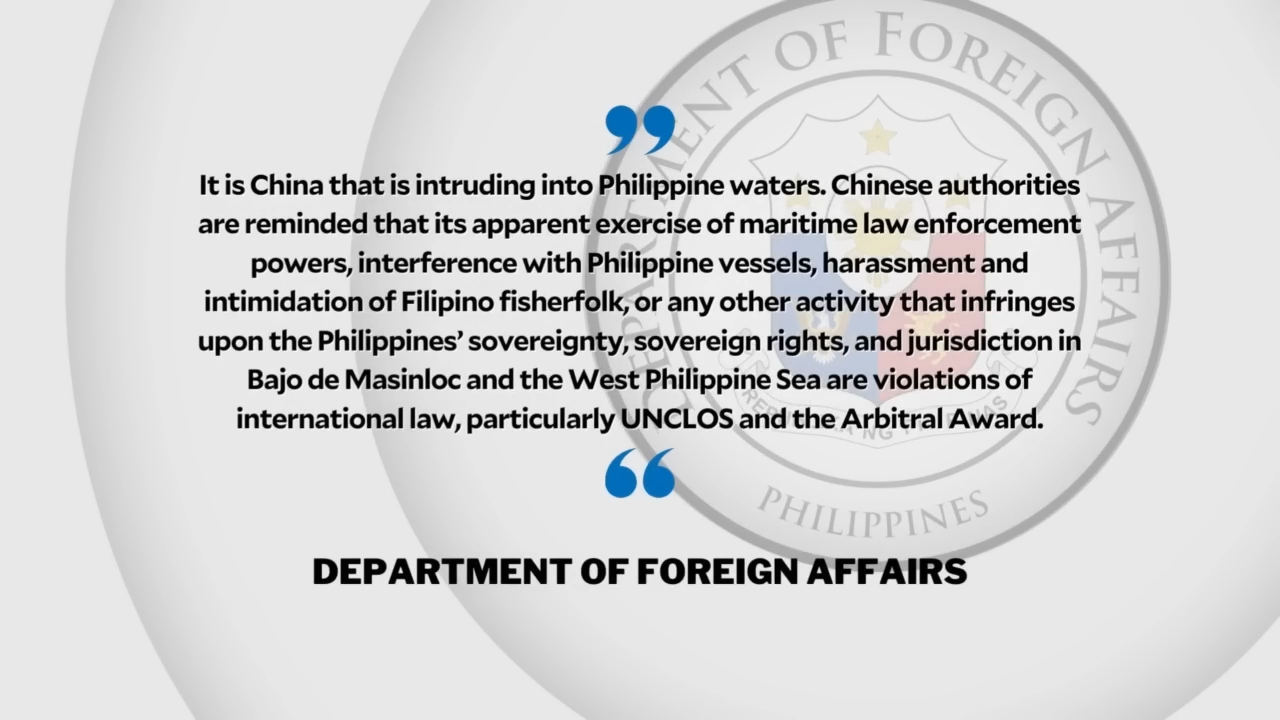 DEPARTMENT OF FOREIGN AFFAIRS
”
It is China that is intruding into Philippine waters. Chinese authorities
are reminded that its apparent exercise of maritime law enforcement
powers, interference with Philippine vessels, harassment and
intimidation of Filipino fisherfolk, or any other activity that infringes
upon the Philippines’ sovereignty, sovereign rights, and jurisdiction in
Bajo de Masinloc and the West Philippine Sea are violations of
international law, particularly UNCLOS and the Arbitral Award.
“
PHILIPPINES
DEPARTMENT OF FOREIGN AFFAIRS